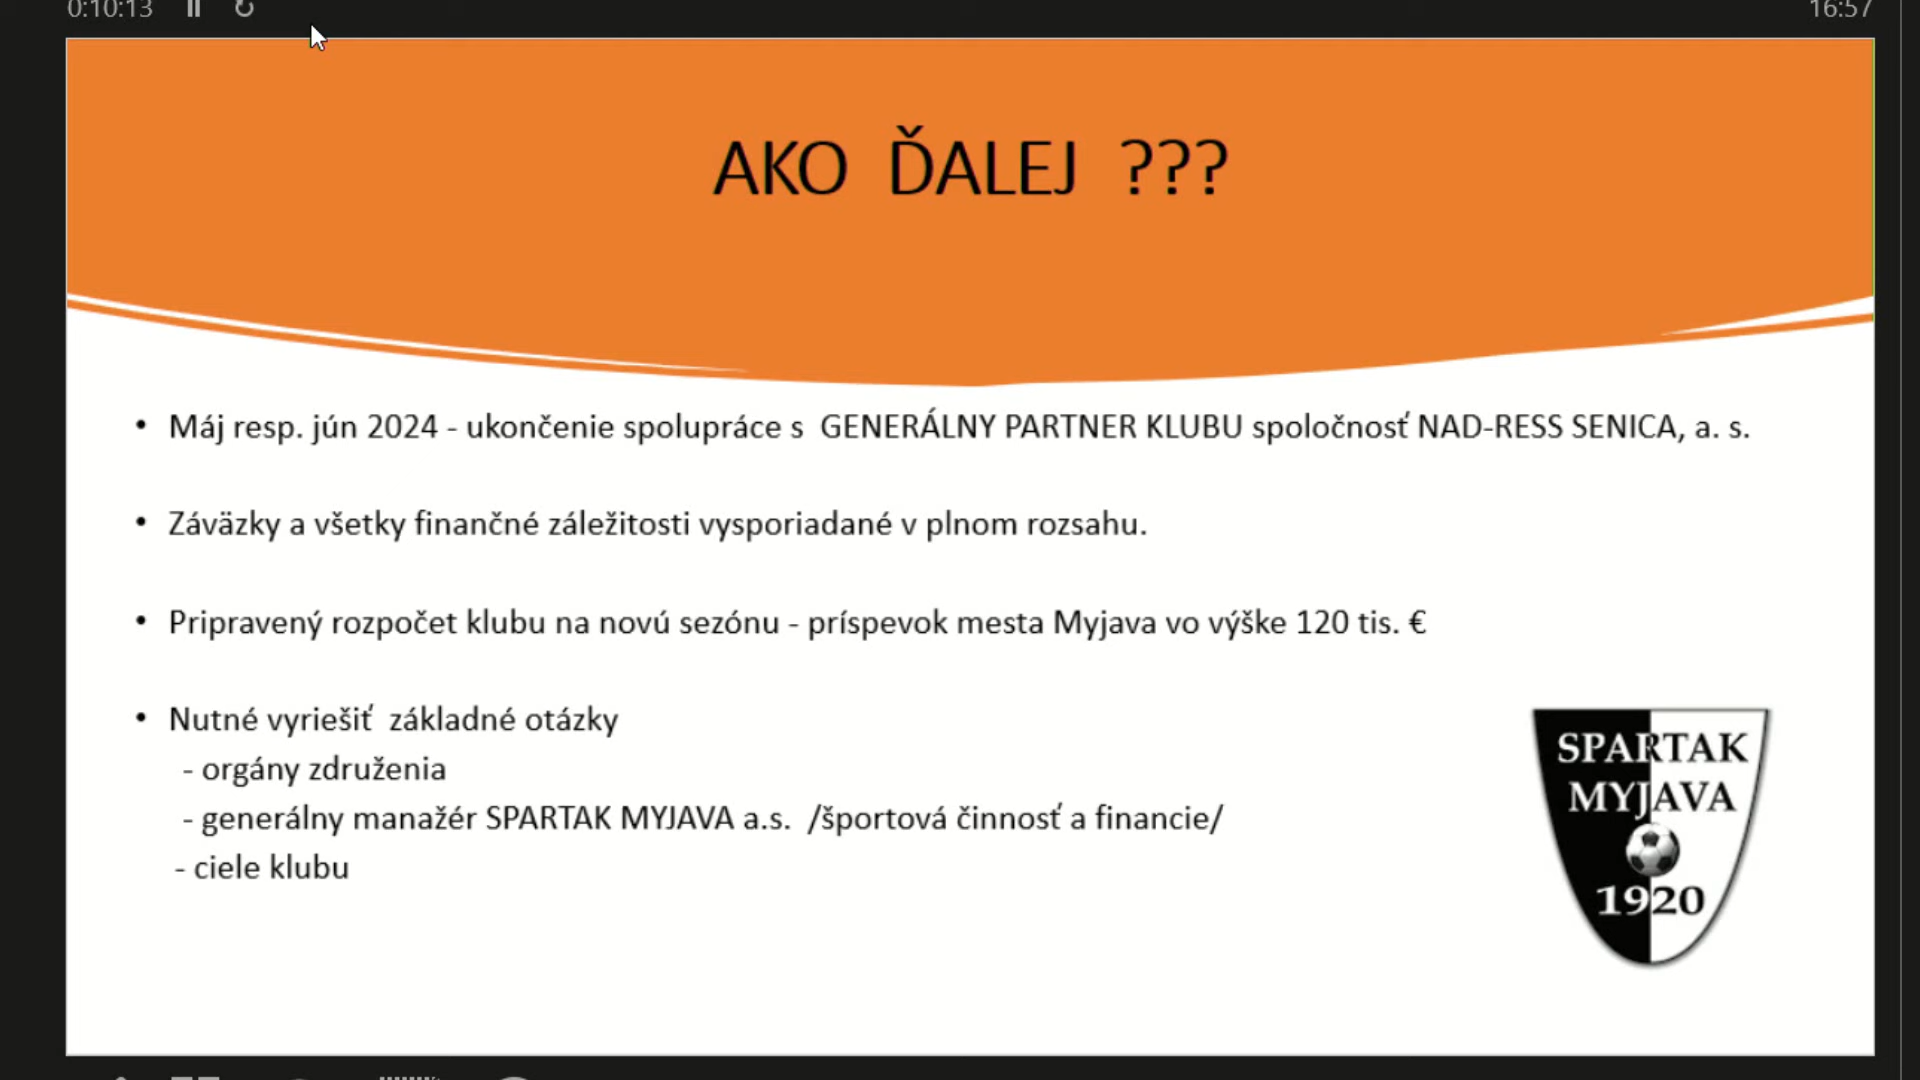 0:10:13
16:57
AKO ĎALEJ ???
• Máj resp. jún 2024 - ukončenie spolupráce s GENERÁLNY PARTNER KLUBU spoločnosť NAD-RESS SENICA, a. s.
• Záväzky a všetky finančné záležitosti vysporiadané v plnom rozsahu.
• Pripravený rozpočet klubu na novú sezónu - príspevok mesta Myjava vo výške 120 tis. €
• Nutné vyriešiť základné otázky
- orgány združenia
- generálny manažér SPARTAK MYJAVA a.s. /športová činnosť a financie/
- ciele klubu
SPARTAK
MYJAVA
1920